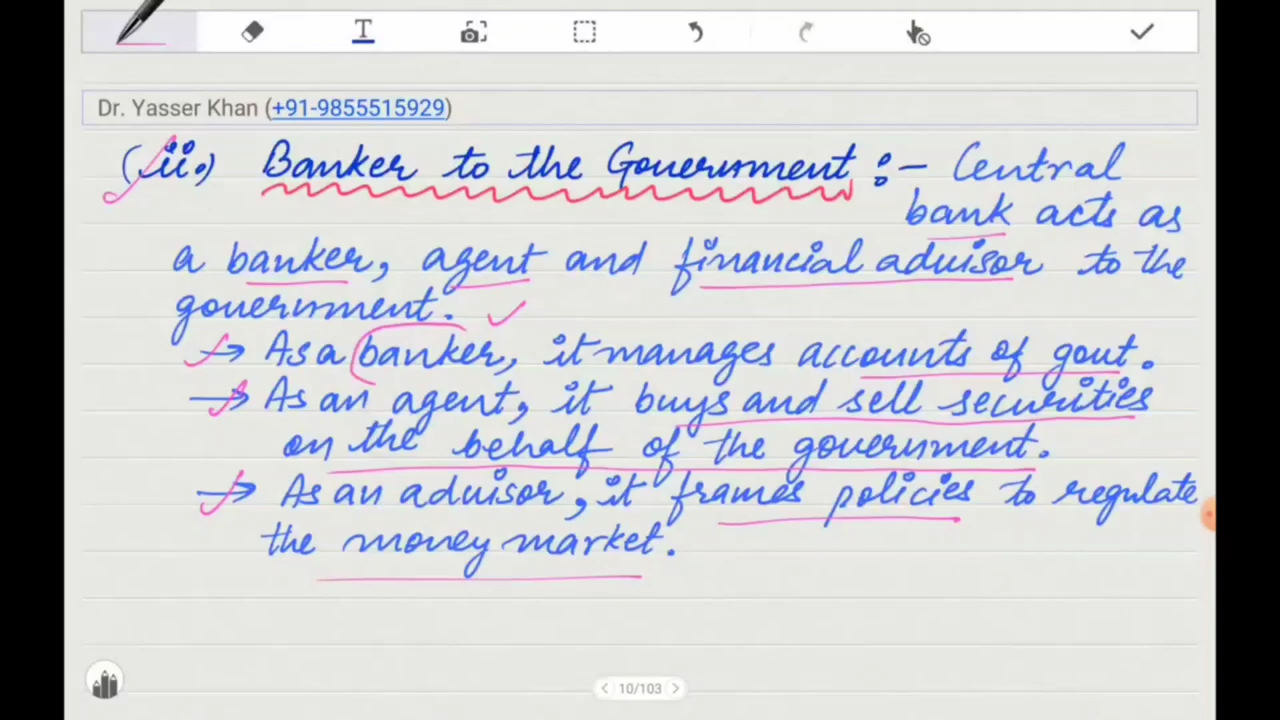 T
Dr. Yasser Khan (+91-9855515929)
(ii.) Banker to the Government :- Central
bank acts as
a banker, agent and financial advisor to the
government.
→ As a banker, it manages accounts of govt.
→ As an agent, it buys and sell securities
on the behalf of the government.
→ As an advisor, it frames policies to regulate
the money market.
10/103